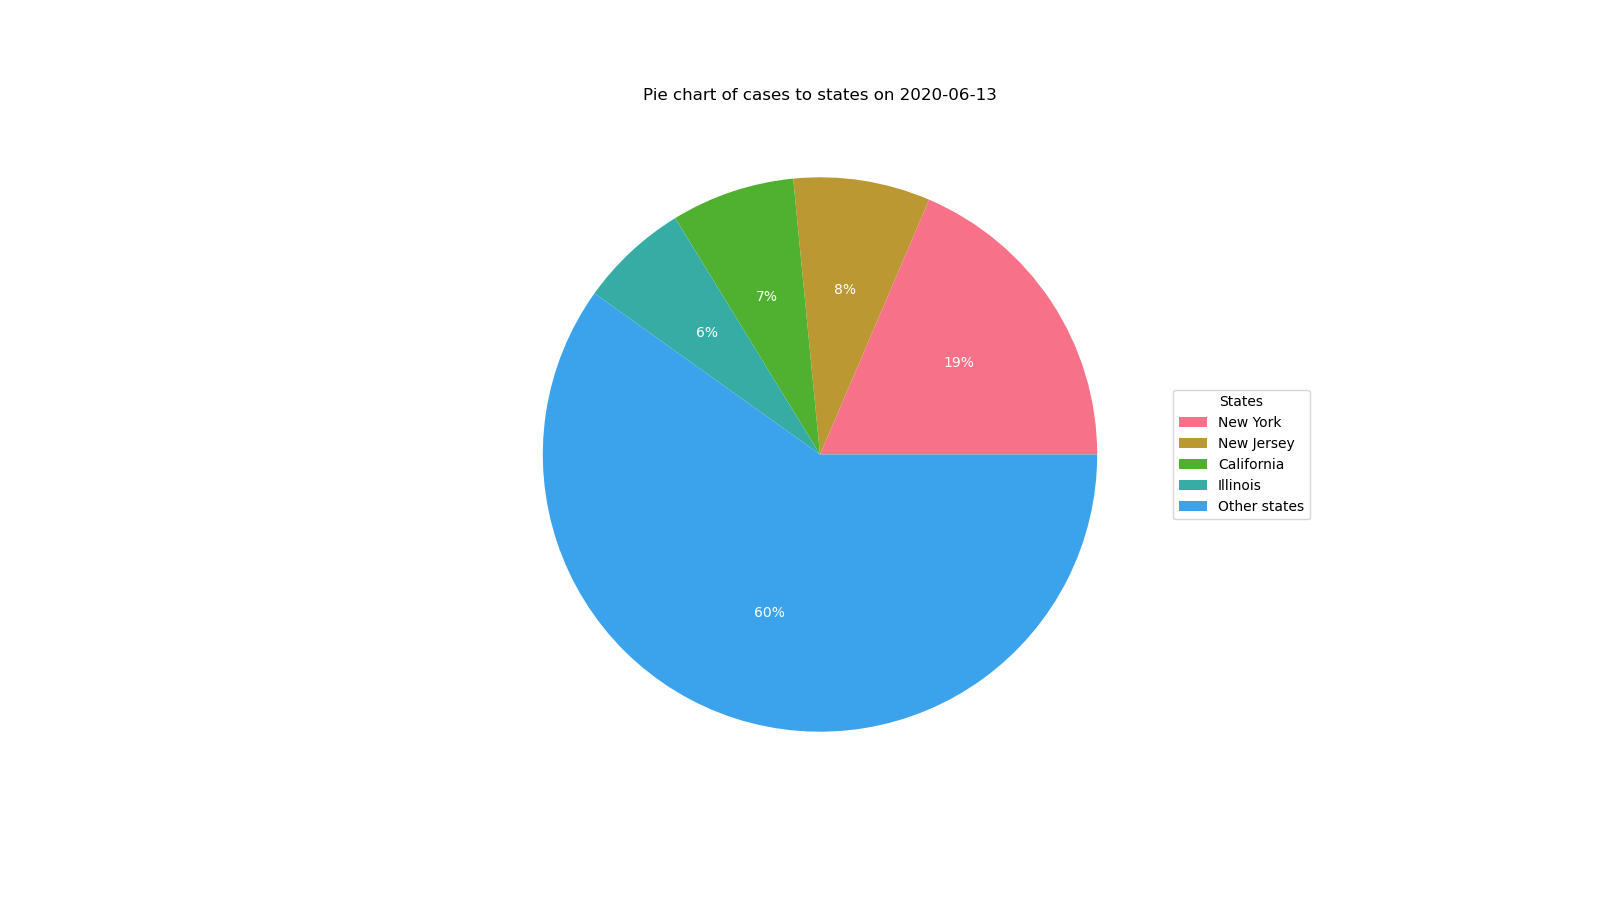 Pie chart of cases to states on 2020-06-13
8%
7%
6%
19%
60%
States
New York
New Jersey
California
Illinois
Other states